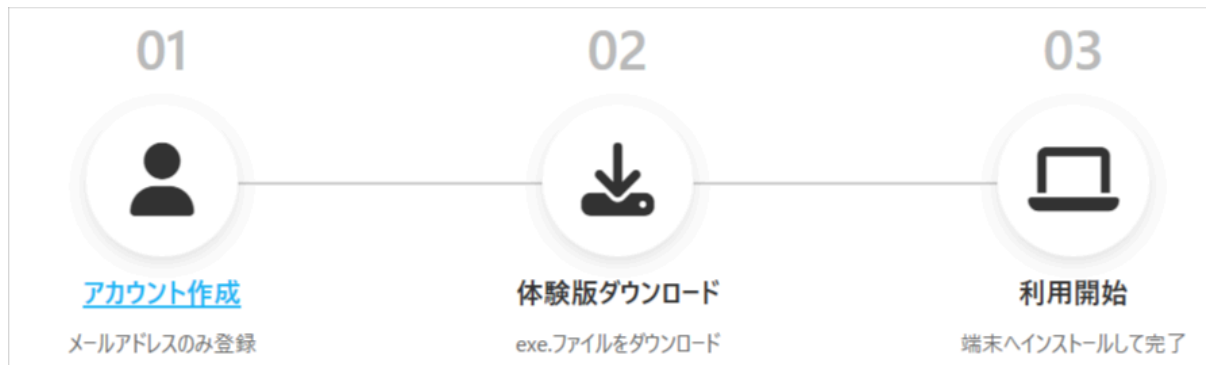 01
02
03
アカウント作成
体験版ダウンロード
利用開始
メールアドレスのみ登録
exe.ファイルをダウンロード
端末へインストールして完了